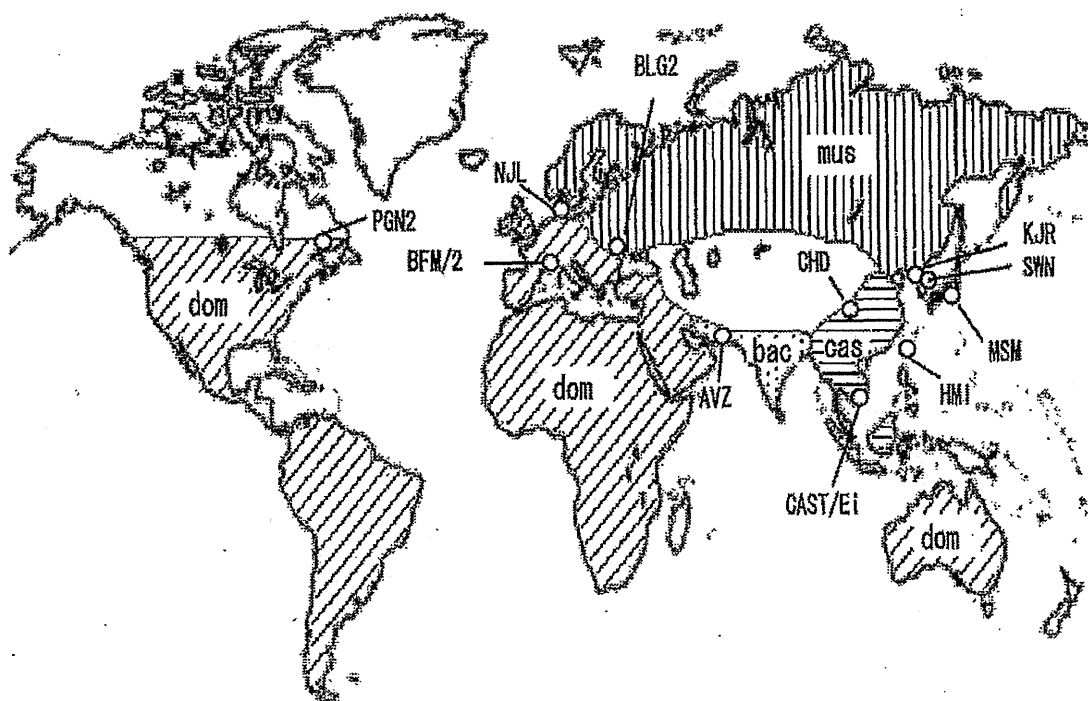 BLG2
mus
NJL
PGN2
KJR
BFM/2
CHD
SWN
dom
bac
cas
MSM
dom
AVZ
HMI
CAST/Ei
dom